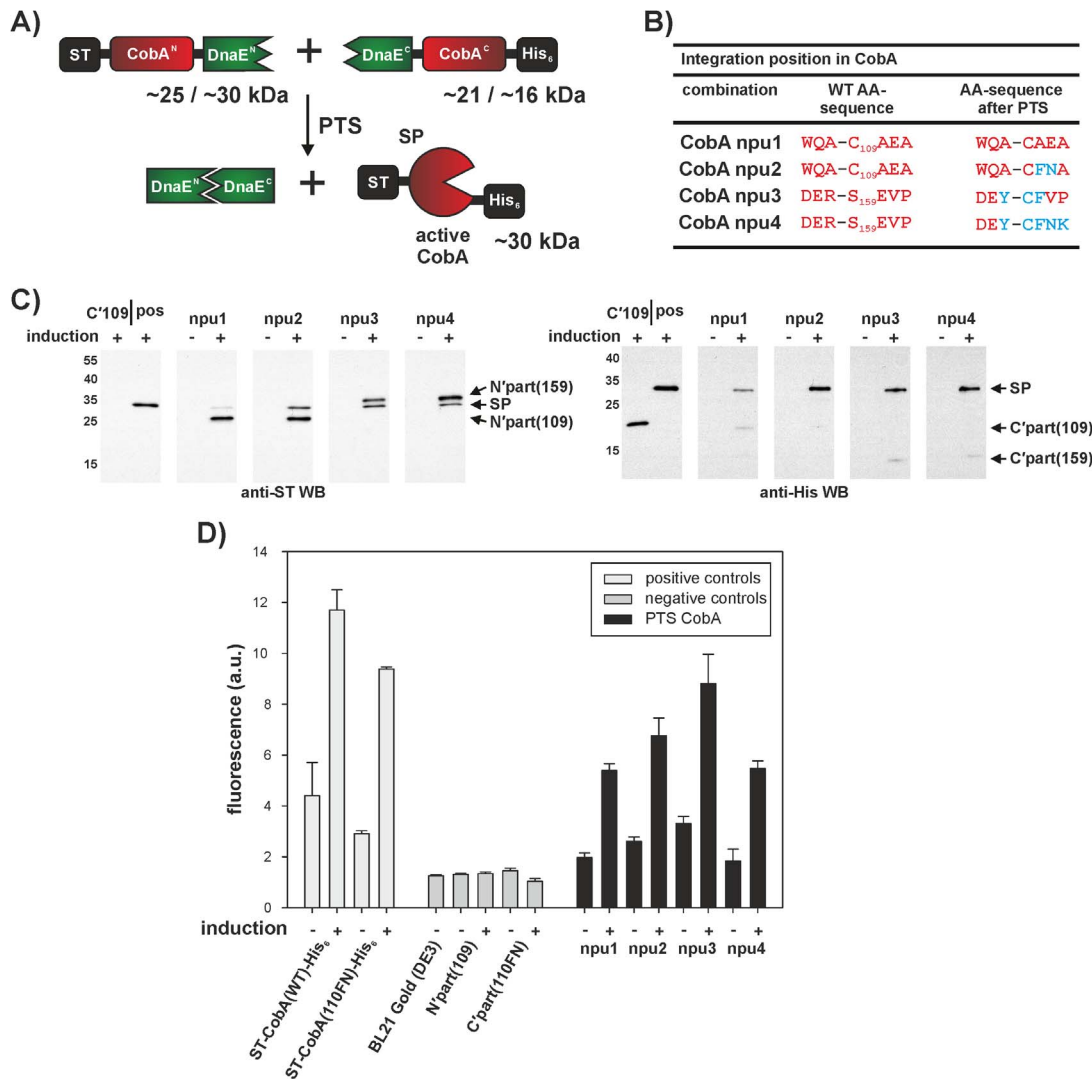 A)
ST CobA^N DnaE^N + DnaE^C CobA^C His₆
~25 / ~30 kDa ~21 / ~16 kDa
PTS
SP
DnaE^N DnaE^C + ST His₆
active CobA ~30 kDa
B)
Integration position in CobA
combination WT AA-sequence AA-sequence after PTS
CobA npu1 WQA-C₁₀₉AEA WQA-CAEA
CobA npu2 WQA-C₁₀₉AEA WQA-CFNA
CobA npu3 DER-S₁₅₉EVP DEY-CFVP
CobA npu4 DER-S₁₅₉EVP DEY-CFNK
C)
C'109 pos npu1 npu2 npu3 npu4
induction + + - + - + - + - +
55
40
35
25
15
N'part(159)
SP
N'part(109)
anti-ST WB
C'109 pos npu1 npu2 npu3 npu4
induction + + - + - + - + - +
40
35
25
20
15
SP
C'part(109)
C'part(159)
anti-His WB
D)
fluorescence (a.u.)
14
12
10
8
6
4
2
0
positive controls
negative controls
PTS CobA
induction - + - + - - + - + - + - + - + - +
ST-CobA(WT)-His₆
ST-CobA(110FN)-His₆
BL21 Gold (DE3)
N'part(109)
C'part(110FN)
npu1 npu2 npu3 npu4